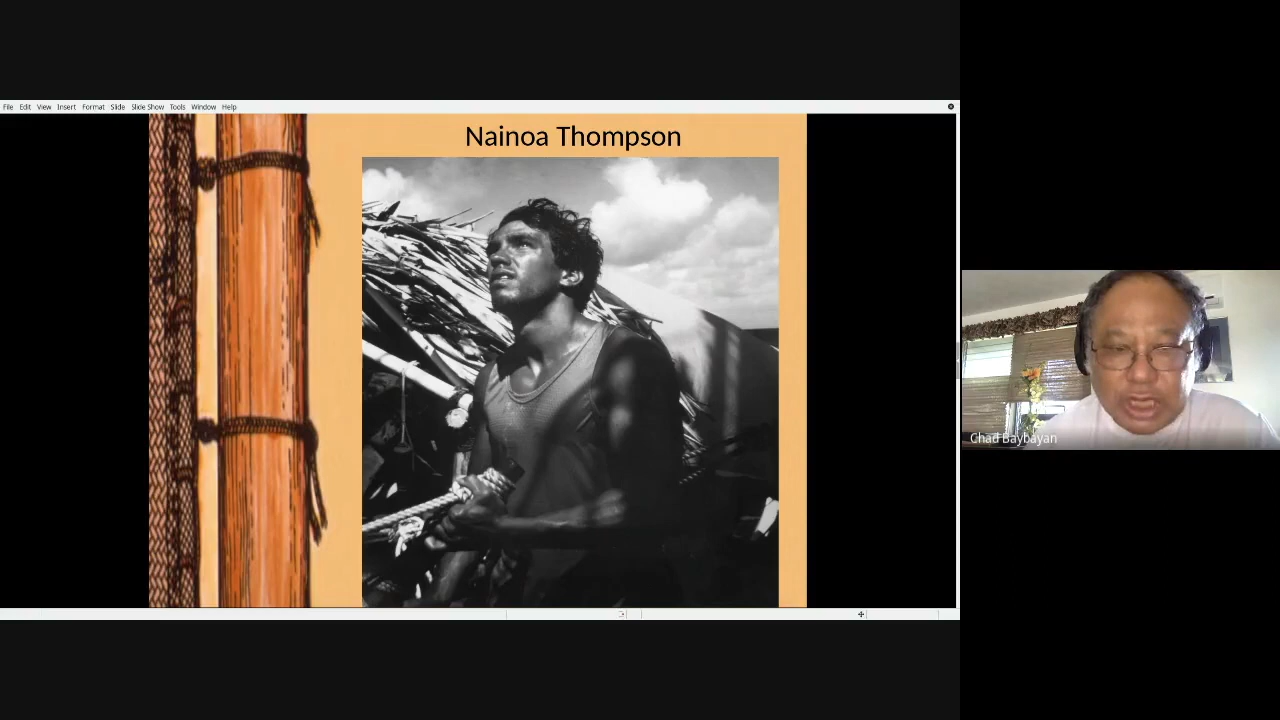 File Edit View Insert Format Slide Slide Show Tools Window Help
Nainoa Thompson
Chad Baybayan